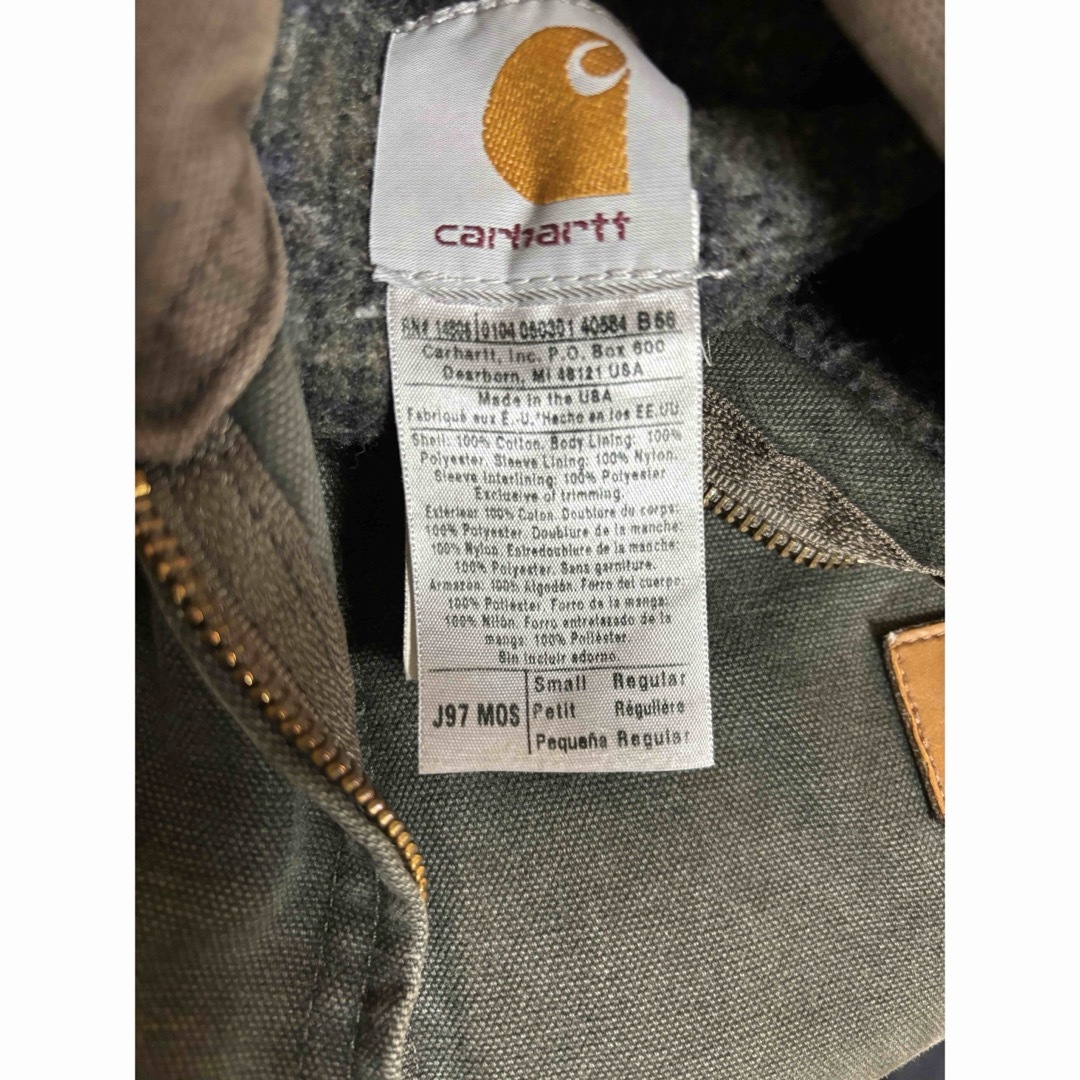 carhartt
RN# 14806 0104 060301 40584 B56
Carhartt, Inc. P.O. Box 600
Dearborn, MI 48121 USA
Made in the USA
Fabriqué aux É.-U. Hecho en los EE.UU.
Shell: 100% Cotton. Body Lining: 100%
Polyester, Sleeve Lining: 100% Nylon.
Sleeve Interlining: 100% Polyester
Exclusive of trimming.
Extérieur 100% Coton. Doublure du corps:
100% Polyester. Doublure de la manche:
100% Nylon. Entredoublure de la manche:
100% Polyester. Sans garniture.
Armazon: 100% Algodón. Forro del cuerpo:
100% Poliester. Forro de la manga:
100% Nilón. Forro entrelazado de la
manga: 100% Poliéster.
Sin incluir adorno.
J97 MOS
Small Regular
Petit Régulière
Pequeña Regular